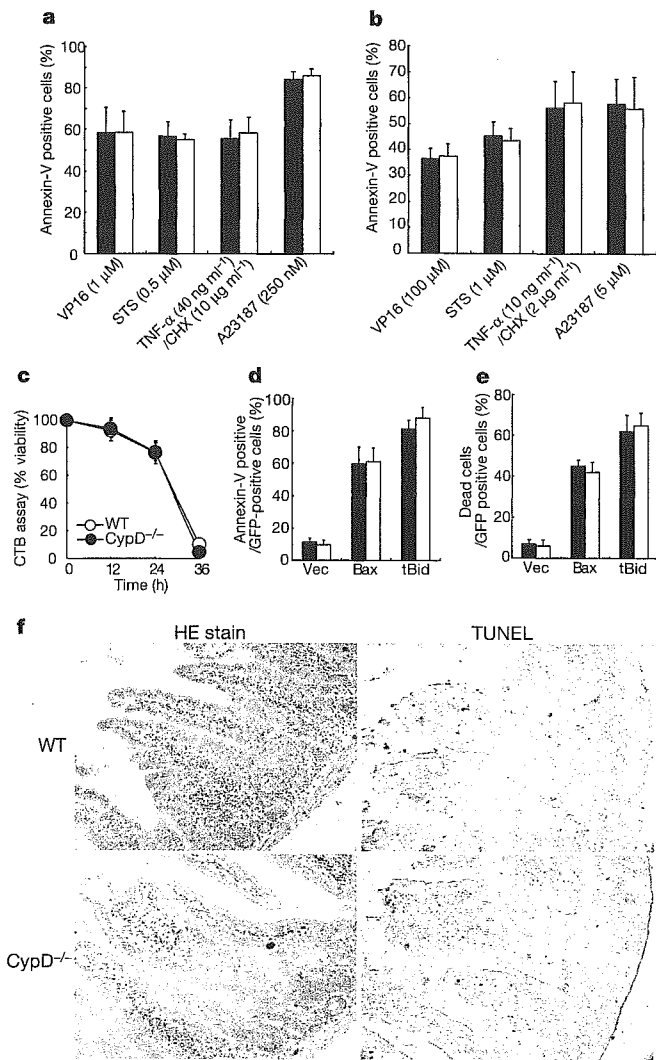 a
Annexin-V positive cells (%)
100
80
60
40
20
0
VP16 (1 μM)
STS (0.5 μM)
TNF-α (40 ng ml⁻¹)
/CHX (10 μg ml⁻¹)
A23187 (250 nM)
b
Annexin-V positive cells (%)
80
70
60
50
40
30
20
10
0
VP16 (100 μM)
STS (1 μM)
TNF-α (10 ng ml⁻¹)
/CHX (2 μg ml⁻¹)
A23187 (5 μM)
c
CTB assay (% viability)
100
80
60
40
20
0
WT
CypD⁻/⁻
0 12 24 36
Time (h)
d
Annexin-V positive
/GFP-positive cells (%)
100
80
60
40
20
Vec Bax tBid
e
Dead cells
/GFP positive cells (%)
80
60
40
20
0
Vec Bax tBid
f
HE stain TUNEL
WT
CypD⁻/⁻